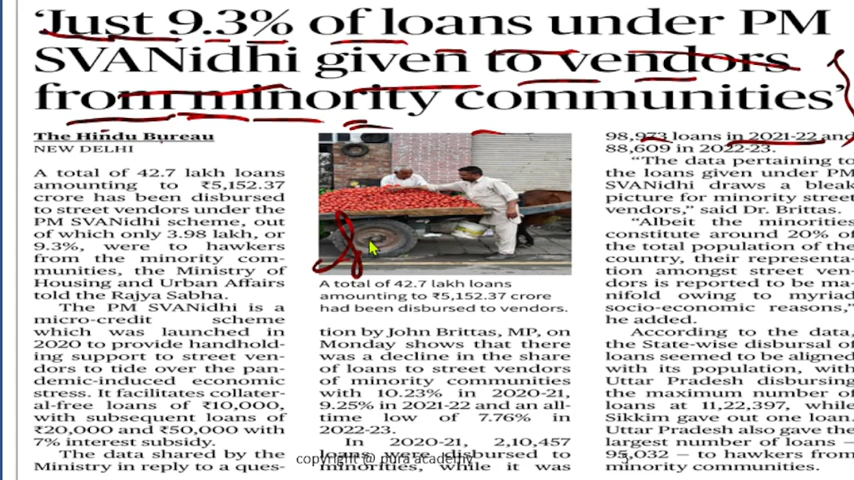 'Just 9.3% of loans under PM
SVANidhi given to vendors
from minority communities'
The Hindu Bureau
NEW DELHI
A total of 42.7 lakh loans
amounting to ₹5,152.37
crore has been disbursed
to street vendors under the
PM SVANidhi scheme, out
of which only 3.98 lakh, or
9.3%, were to hawkers
from the minority com-
munities, the Ministry of
Housing and Urban Affairs
told the Rajya Sabha.
The PM SVANidhi is a
micro-credit scheme
which was launched in
2020 to provide handhold-
ing support to street ven-
dors to tide over the pan-
demic-induced economic
stress. It facilitates collater-
al-free loans of ₹10,000,
with subsequent loans of
₹20,000 and ₹50,000 with
7% interest subsidy.
The data shared by the
Ministry in reply to a ques-
A total of 42.7 lakh loans
amounting to ₹5,152.37 crore
had been disbursed to vendors.
tion by John Brittas, MP, on
Monday shows that there
was a decline in the share
of loans to street vendors
of minority communities
with 10.23% in 2020-21,
9.25% in 2021-22 and an all-
time low of 7.76% in
2022-23.
In 2020-21, 2,10,457
loans were disbursed to
minorities, while it was
98,973 loans in 2021-22 and
88,609 in 2022-23.
"The data pertaining to
the loans given under PM
SVANidhi draws a bleak
picture for minority street
vendors," said Dr. Brittas.
"Albeit the minorities
constitute around 20% of
the total population of the
country, their representa-
tion amongst street ven-
dors is reported to be ma-
nifold owing to myriad
socio-economic reasons,"
he added.
According to the data,
the State-wise disbursal of
loans seemed to be aligned
with its population, with
Uttar Pradesh disbursing
the maximum number of
loans at 11,22,397, while
Sikkim gave out one loan.
Uttar Pradesh also gave the
largest number of loans —
95,032 — to hawkers from
minority communities.
copyright @ pura academy